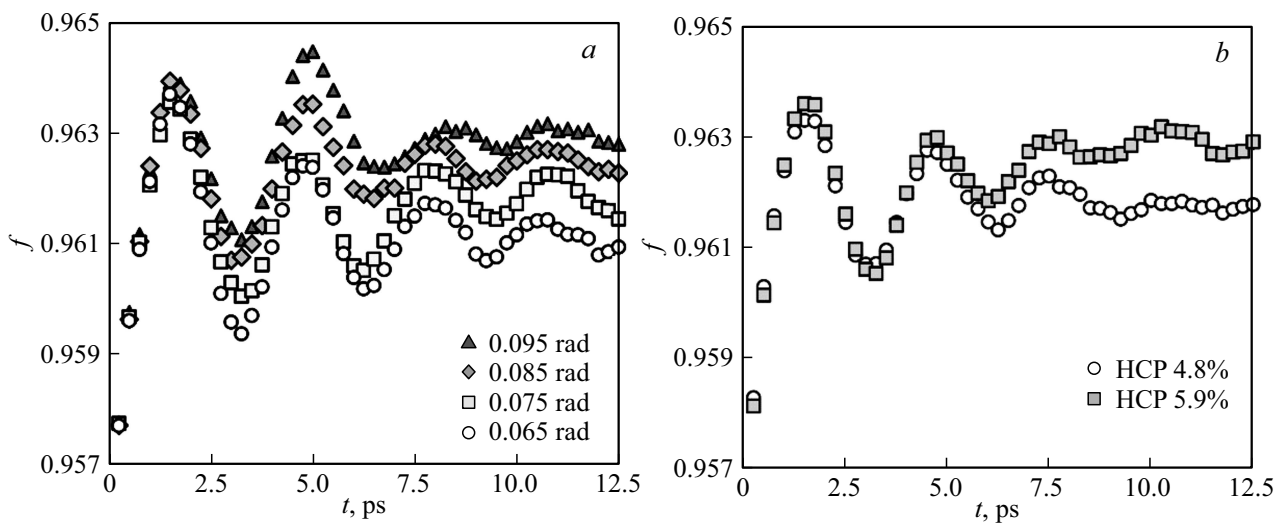 0.965
a
0.963
f
0.961
0.959
0.957
0.095 rad
0.085 rad
0.075 rad
0.065 rad
0 2.5 5.0 7.5 10.0 12.5
t, ps
0.965
b
0.963
f
0.961
0.959
0.957
HCP 4.8%
HCP 5.9%
0 2.5 5.0 7.5 10.0 12.5
t, ps